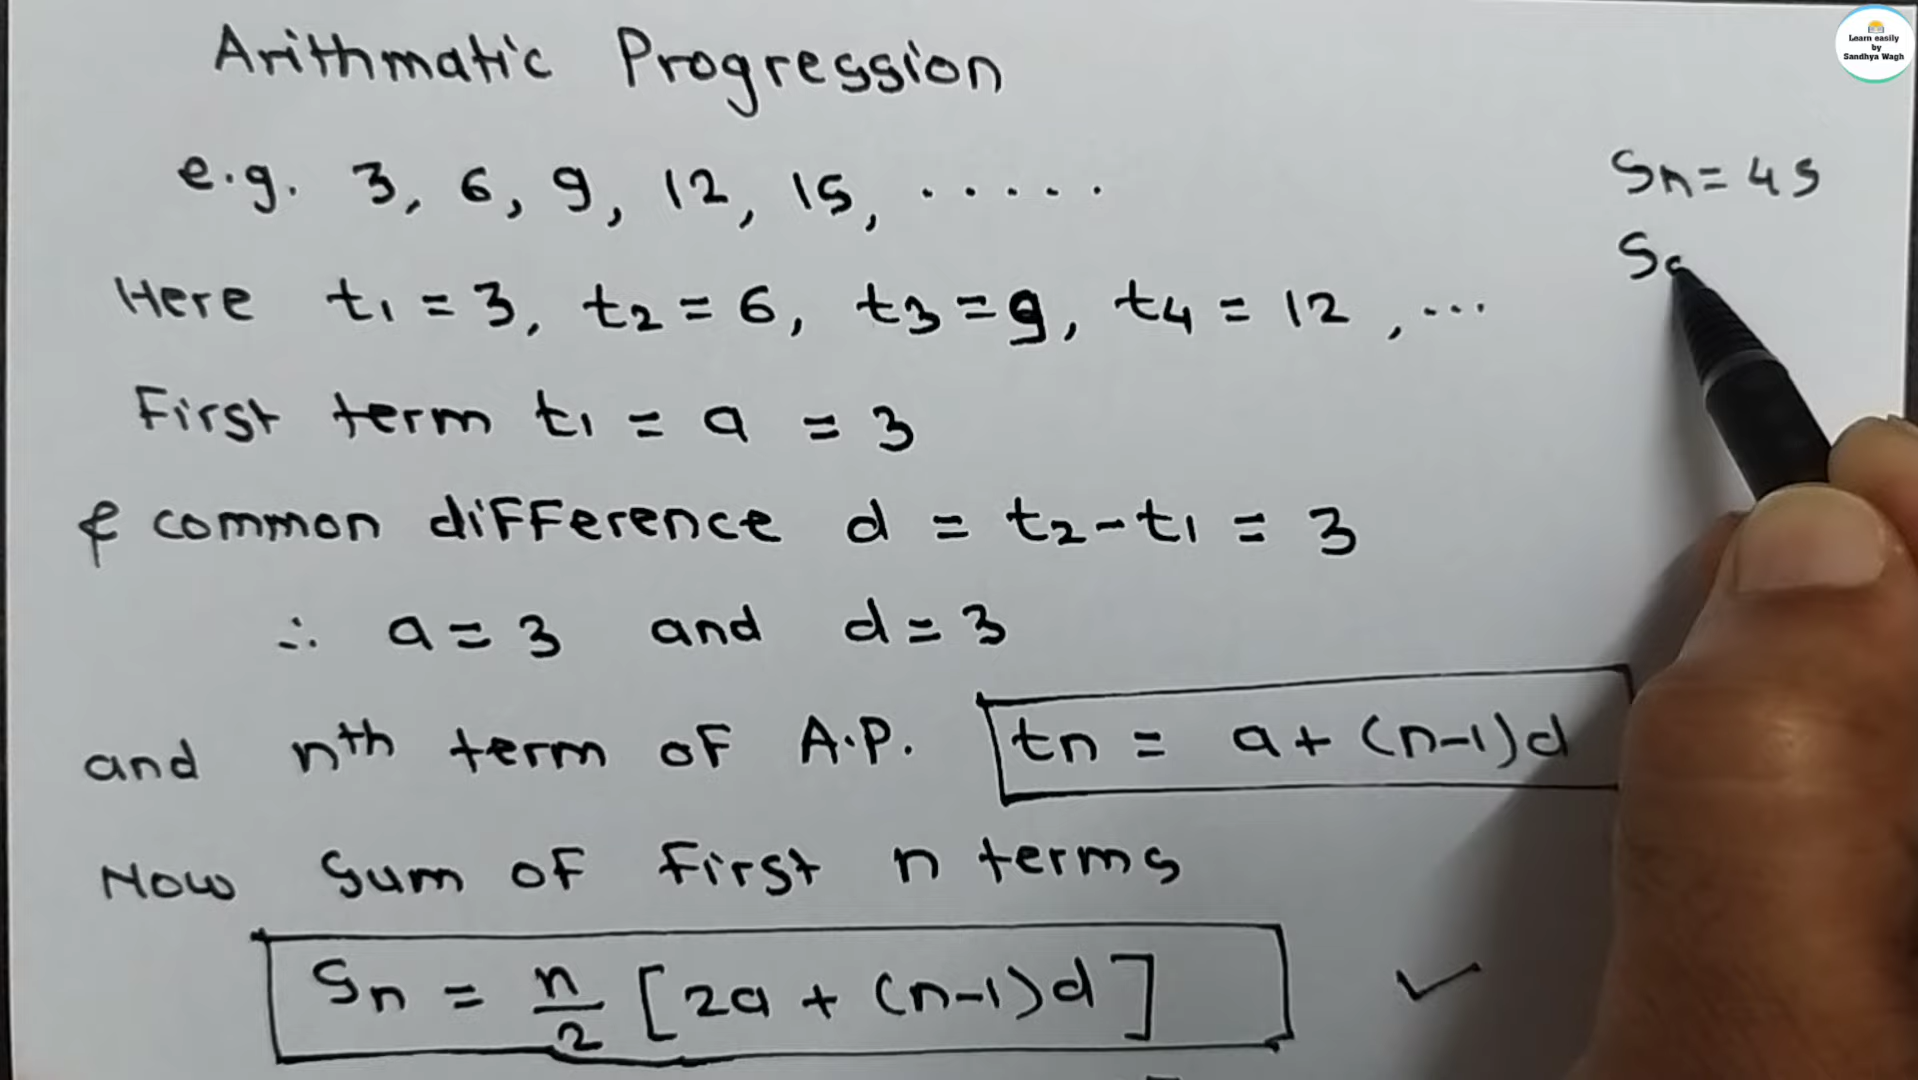 Arithmatic Progression
e.g. 3, 6, 9, 12, 15, .....
Here t1 = 3, t2 = 6, t3 = 9, t4 = 12, ...
First term t1 = a = 3
& common difference d = t2-t1 = 3
∴ a = 3 and d = 3
and nth term of A.P. tn = a + (n-1)d
Now Sum of first n terms
Sn = n/2 [2a + (n-1)d] ✓
Sn = 45
Learn easily
by
Sandhya Wagh